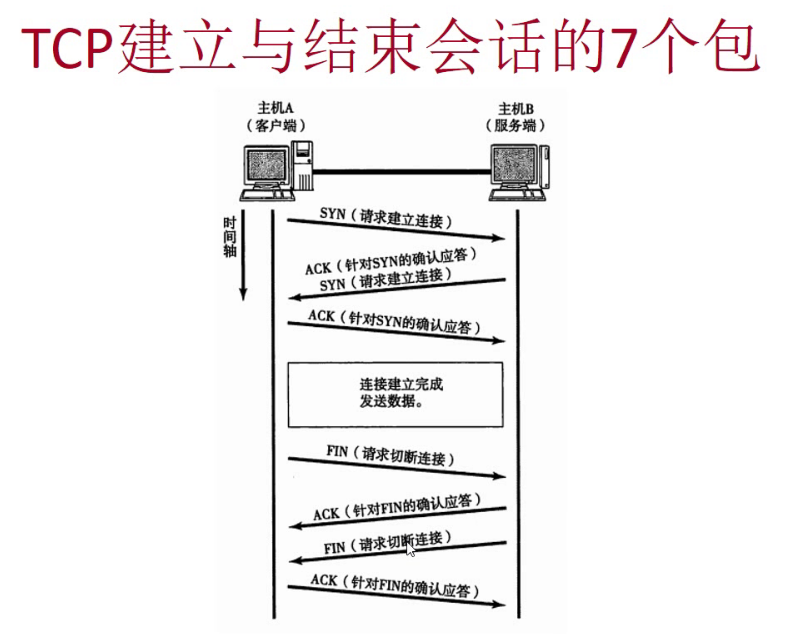 TCP建立与结束会话的7个包
主机A
（客户端）
主机B
（服务端）
时间轴
SYN（请求建立连接）
ACK（针对SYN的确认应答）
SYN（请求建立连接）
ACK（针对SYN的确认应答）
连接建立完成
发送数据。
FIN（请求切断连接）
ACK（针对FIN的确认应答）
FIN（请求切断连接）
ACK（针对FIN的确认应答）